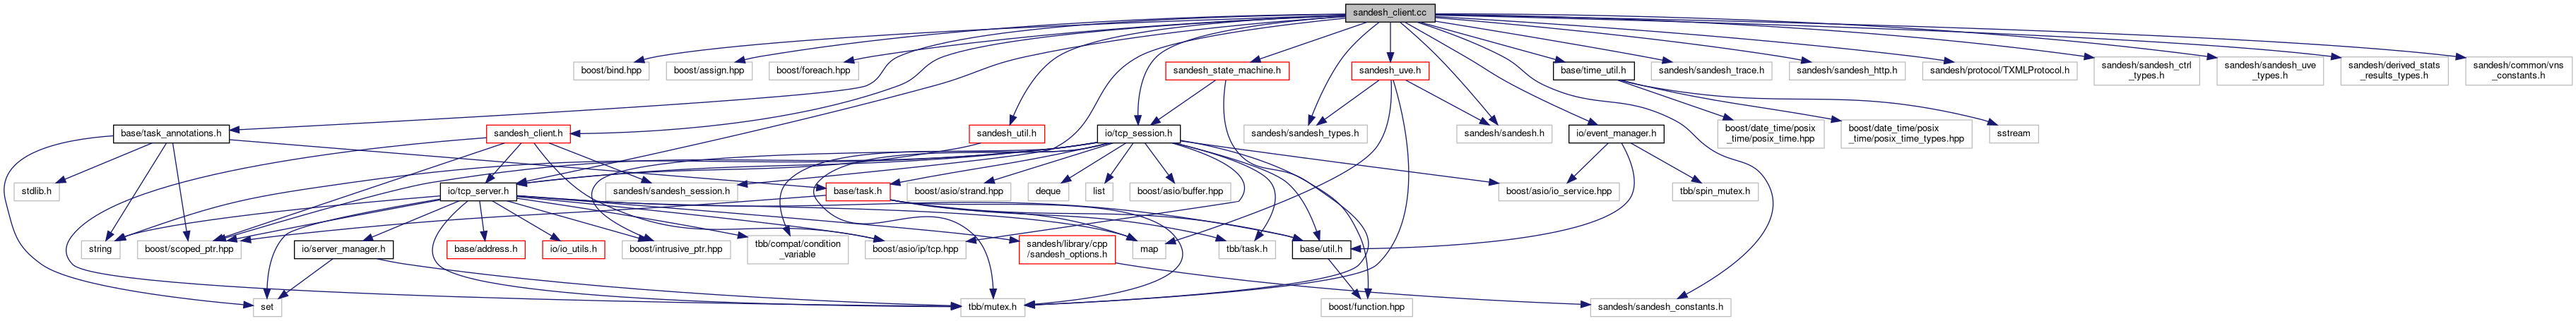 sandesh_client.cc
boost/bind.hpp
boost/assign.hpp
boost/foreach.hpp
sandesh_state_machine.h
sandesh_uve.h
base/time_util.h
sandesh/sandesh_trace.h
sandesh/sandesh_http.h
sandesh/protocol/TXMLProtocol.h
sandesh/sandesh_ctrl
_types.h
sandesh/sandesh_uve
_types.h
sandesh/derived_stats
_results_types.h
sandesh/common/vns
_constants.h
base/task_annotations.h
sandesh_client.h
sandesh_util.h
io/tcp_session.h
sandesh/sandesh_types.h
sandesh/sandesh.h
io/event_manager.h
boost/date_time/posix
_time/posix_time.hpp
boost/date_time/posix
_time/posix_time_types.hpp
sstream
stdlib.h
io/tcp_server.h
sandesh/sandesh_session.h
base/task.h
boost/asio/strand.hpp
deque
list
boost/asio/buffer.hpp
boost/asio/io_service.hpp
tbb/spin_mutex.h
string
boost/scoped_ptr.hpp
io/server_manager.h
base/address.h
io/io_utils.h
boost/intrusive_ptr.hpp
tbb/compat/condition
_variable
boost/asio/ip/tcp.hpp
sandesh/library/cpp
/sandesh_options.h
map
tbb/task.h
base/util.h
set
tbb/mutex.h
boost/function.hpp
sandesh/sandesh_constants.h